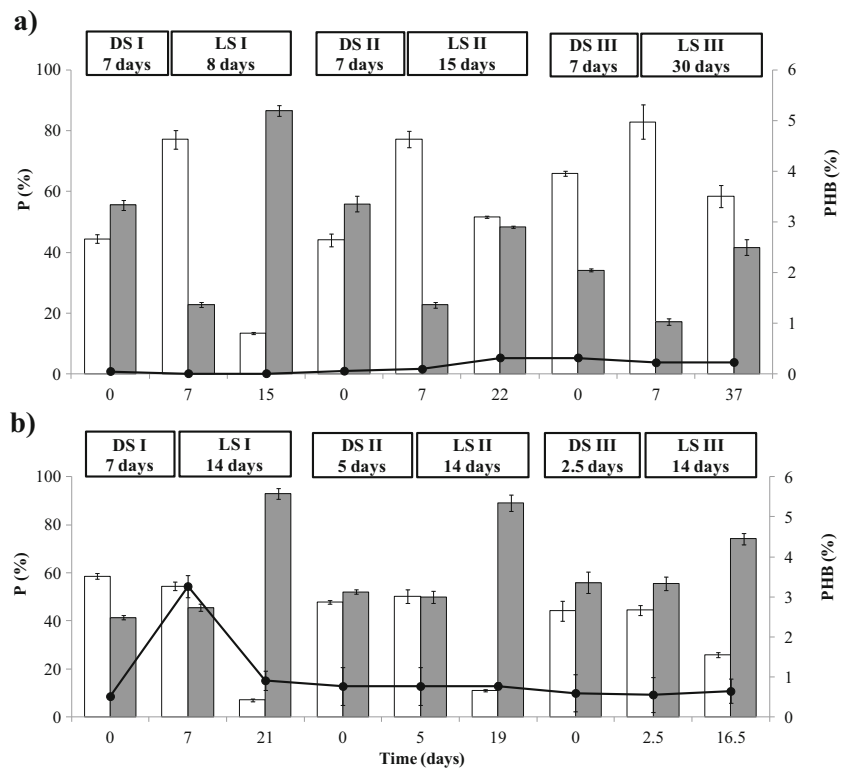 a)
DS I
7 days
LS I
8 days
DS II
7 days
LS II
15 days
DS III
7 days
LS III
30 days
100
80
60
40
20
0
P (%)
6
5
4
3
2
1
0
PHB (%)
0 7 15 0 7 22 0 7 37
b)
DS I
7 days
LS I
14 days
DS II
5 days
LS II
14 days
DS III
2.5 days
LS III
14 days
100
80
60
40
20
0
P (%)
6
5
4
3
2
1
0
PHB (%)
0 7 21 0 5 19 0 2.5 16.5
Time (days)